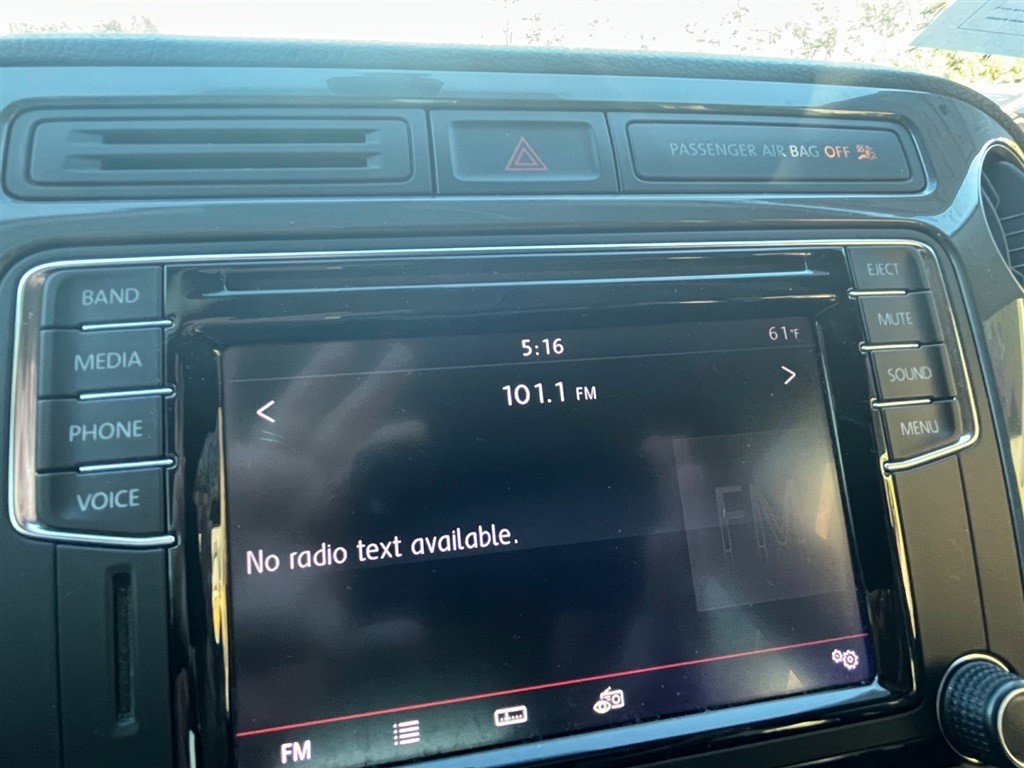 PASSENGER AIR BAG OFF
BAND
MEDIA
PHONE
VOICE
EJECT
MUTE
SOUND
MENU
5:16
61°F
101.1 FM
FM
No radio text available.
FM